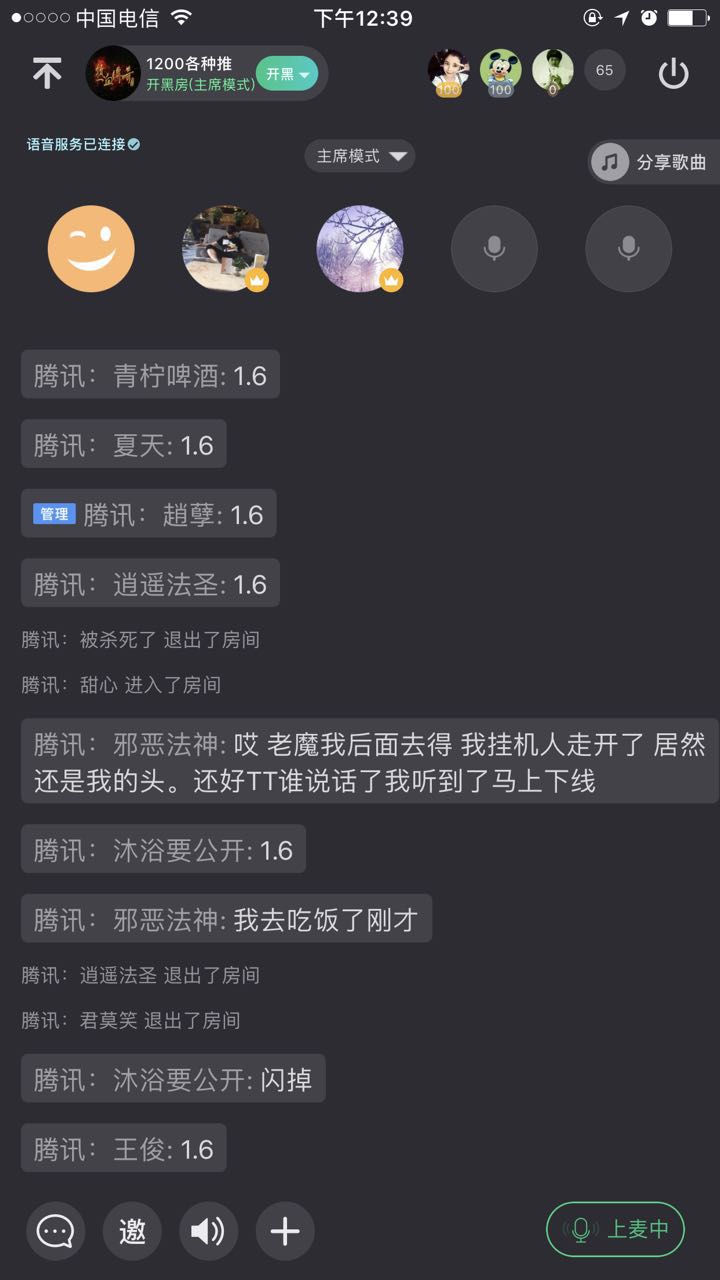 中国电信
下午12:39
1200各种推
开黑房(主席模式)
开黑
100
100
0
65
语音服务已连接
主席模式
分享歌曲
腾讯： 青柠啤酒: 1.6
腾讯： 夏天: 1.6
管理 腾讯： 趙孽: 1.6
腾讯： 逍遥法圣: 1.6
腾讯： 被杀死了 退出了房间
腾讯： 甜心 进入了房间
腾讯： 邪恶法神: 哎 老魔我后面去得 我挂机人走开了 居然
还是我的头。还好TT谁说话了我听到了马上下线
腾讯： 沐浴要公开: 1.6
腾讯： 邪恶法神: 我去吃饭了刚才
腾讯： 逍遥法圣 退出了房间
腾讯： 君莫笑 退出了房间
腾讯： 沐浴要公开: 闪掉
腾讯： 王俊: 1.6
邀
上麦中